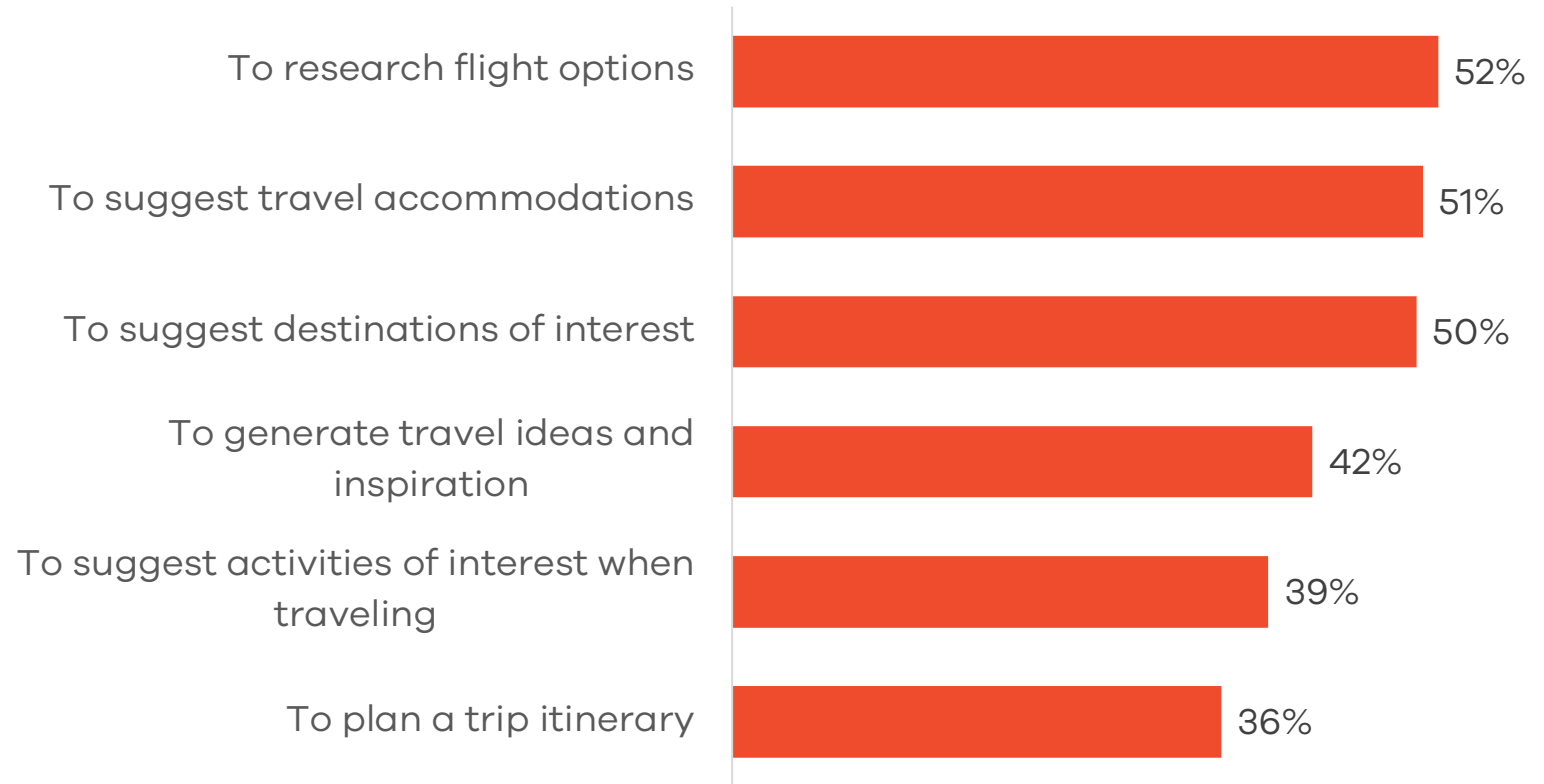 To research flight options
52%
To suggest travel accommodations
51%
To suggest destinations of interest
50%
To generate travel ideas and
inspiration
42%
To suggest activities of interest when
traveling
39%
To plan a trip itinerary
36%